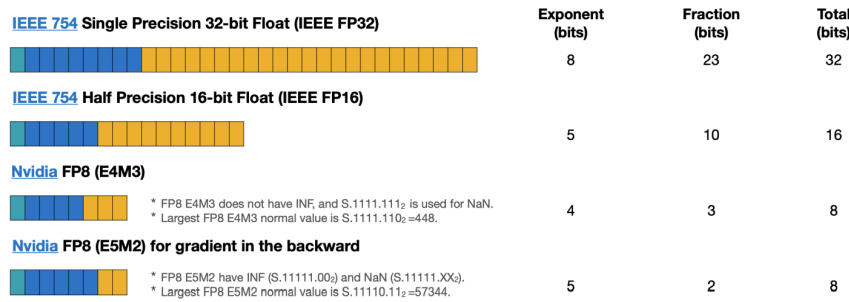 Exponent (bits) Fraction (bits) Total (bits)
IEEE 754 Single Precision 32-bit Float (IEEE FP32)
8 23 32
IEEE 754 Half Precision 16-bit Float (IEEE FP16)
5 10 16
Nvidia FP8 (E4M3)
* FP8 E4M3 does not have INF, and S.1111.111₂ is used for NaN.
* Largest FP8 E4M3 normal value is S.1111.110₂=448.
4 3 8
Nvidia FP8 (E5M2) for gradient in the backward
* FP8 E5M2 have INF (S.11111.00₂) and NaN (S.11111.XX₂).
* Largest FP8 E5M2 normal value is S.11110.11₂=57344.
5 2 8